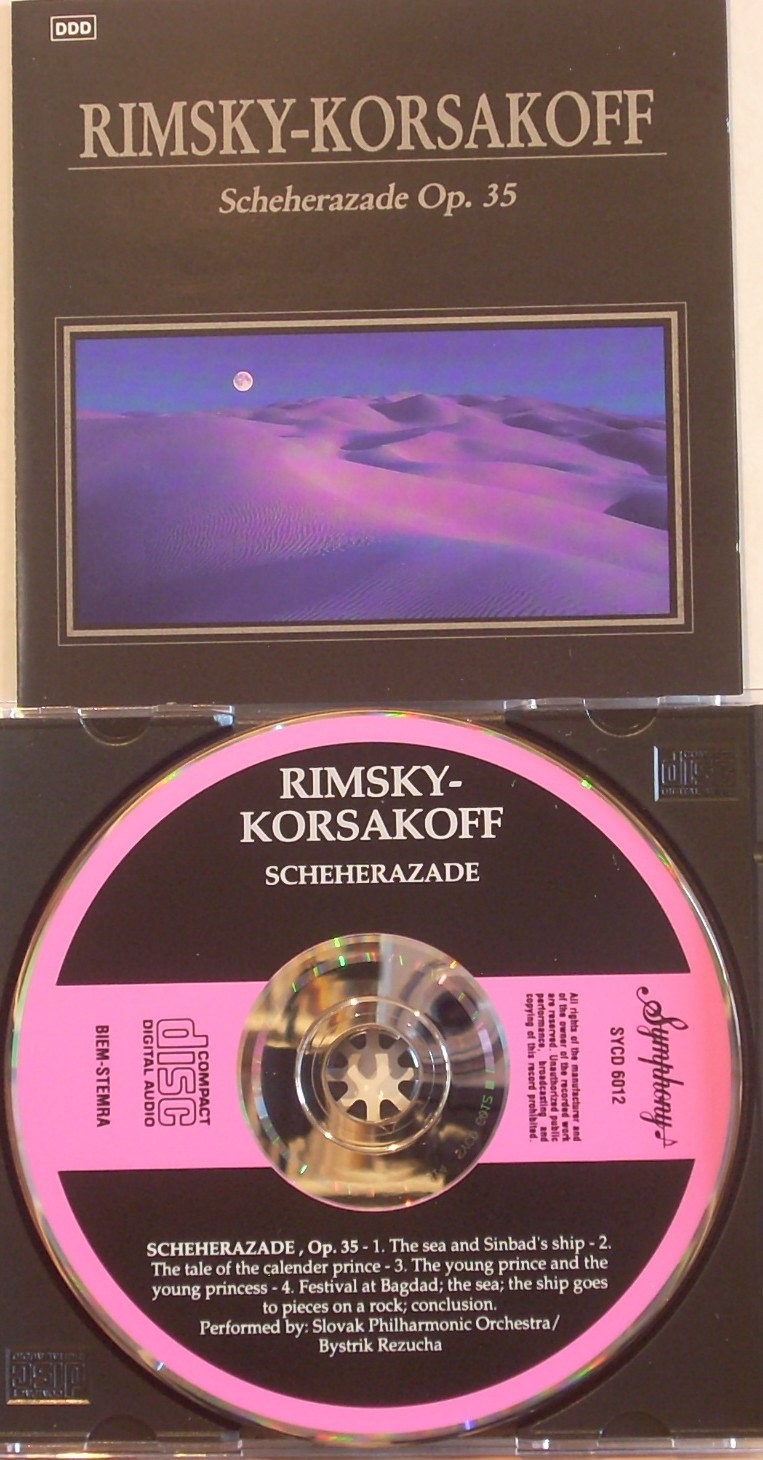 DDD
RIMSKY-KORSAKOFF
Scheherazade Op. 35
RIMSKY-
KORSAKOFF
SCHEHERAZADE
BIEM-STEMRA
COMPACT
disc
DIGITAL AUDIO
All rights of the manufacturer and
of the owner of the recorded work
are reserved. Unauthorized public
performance, broadcasting and
copying of this record prohibited.
Symphony
SYCD 6012
SCHEHERAZADE , Op. 35 - 1. The sea and Sinbad's ship - 2.
The tale of the calender prince - 3. The young prince and the
young princess - 4. Festival at Bagdad; the sea; the ship goes
to pieces on a rock; conclusion.
Performed by: Slovak Philharmonic Orchestra/
Bystrik Rezucha